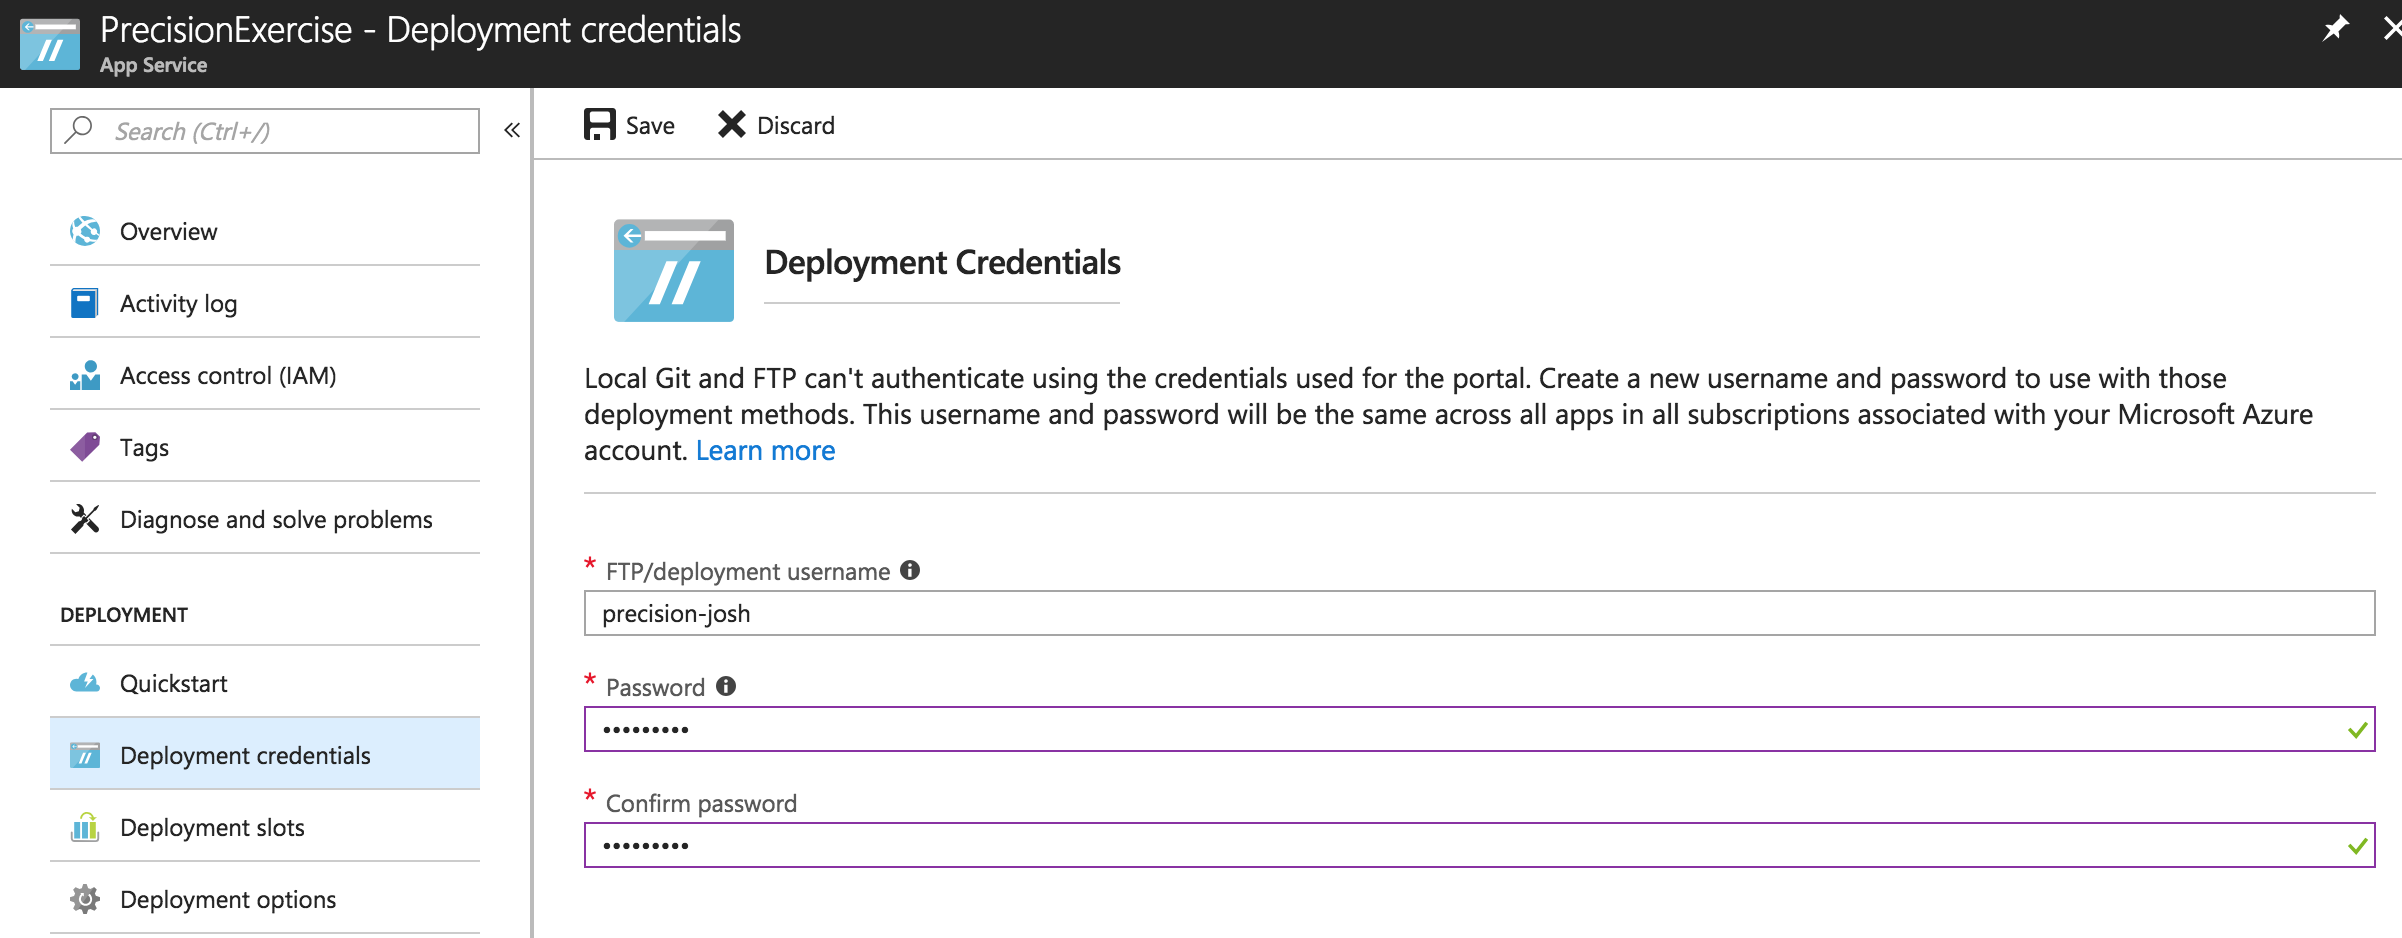 PrecisionExercise - Deployment credentials
App Service
Search (Ctrl+/)
«
Save
Discard
Overview
Activity log
Access control (IAM)
Tags
Diagnose and solve problems
DEPLOYMENT
Quickstart
Deployment credentials
Deployment slots
Deployment options
Deployment Credentials
Local Git and FTP can't authenticate using the credentials used for the portal. Create a new username and password to use with those
deployment methods. This username and password will be the same across all apps in all subscriptions associated with your Microsoft Azure
account. Learn more
* FTP/deployment username
precision-josh
* Password
•••••••••
* Confirm password
•••••••••